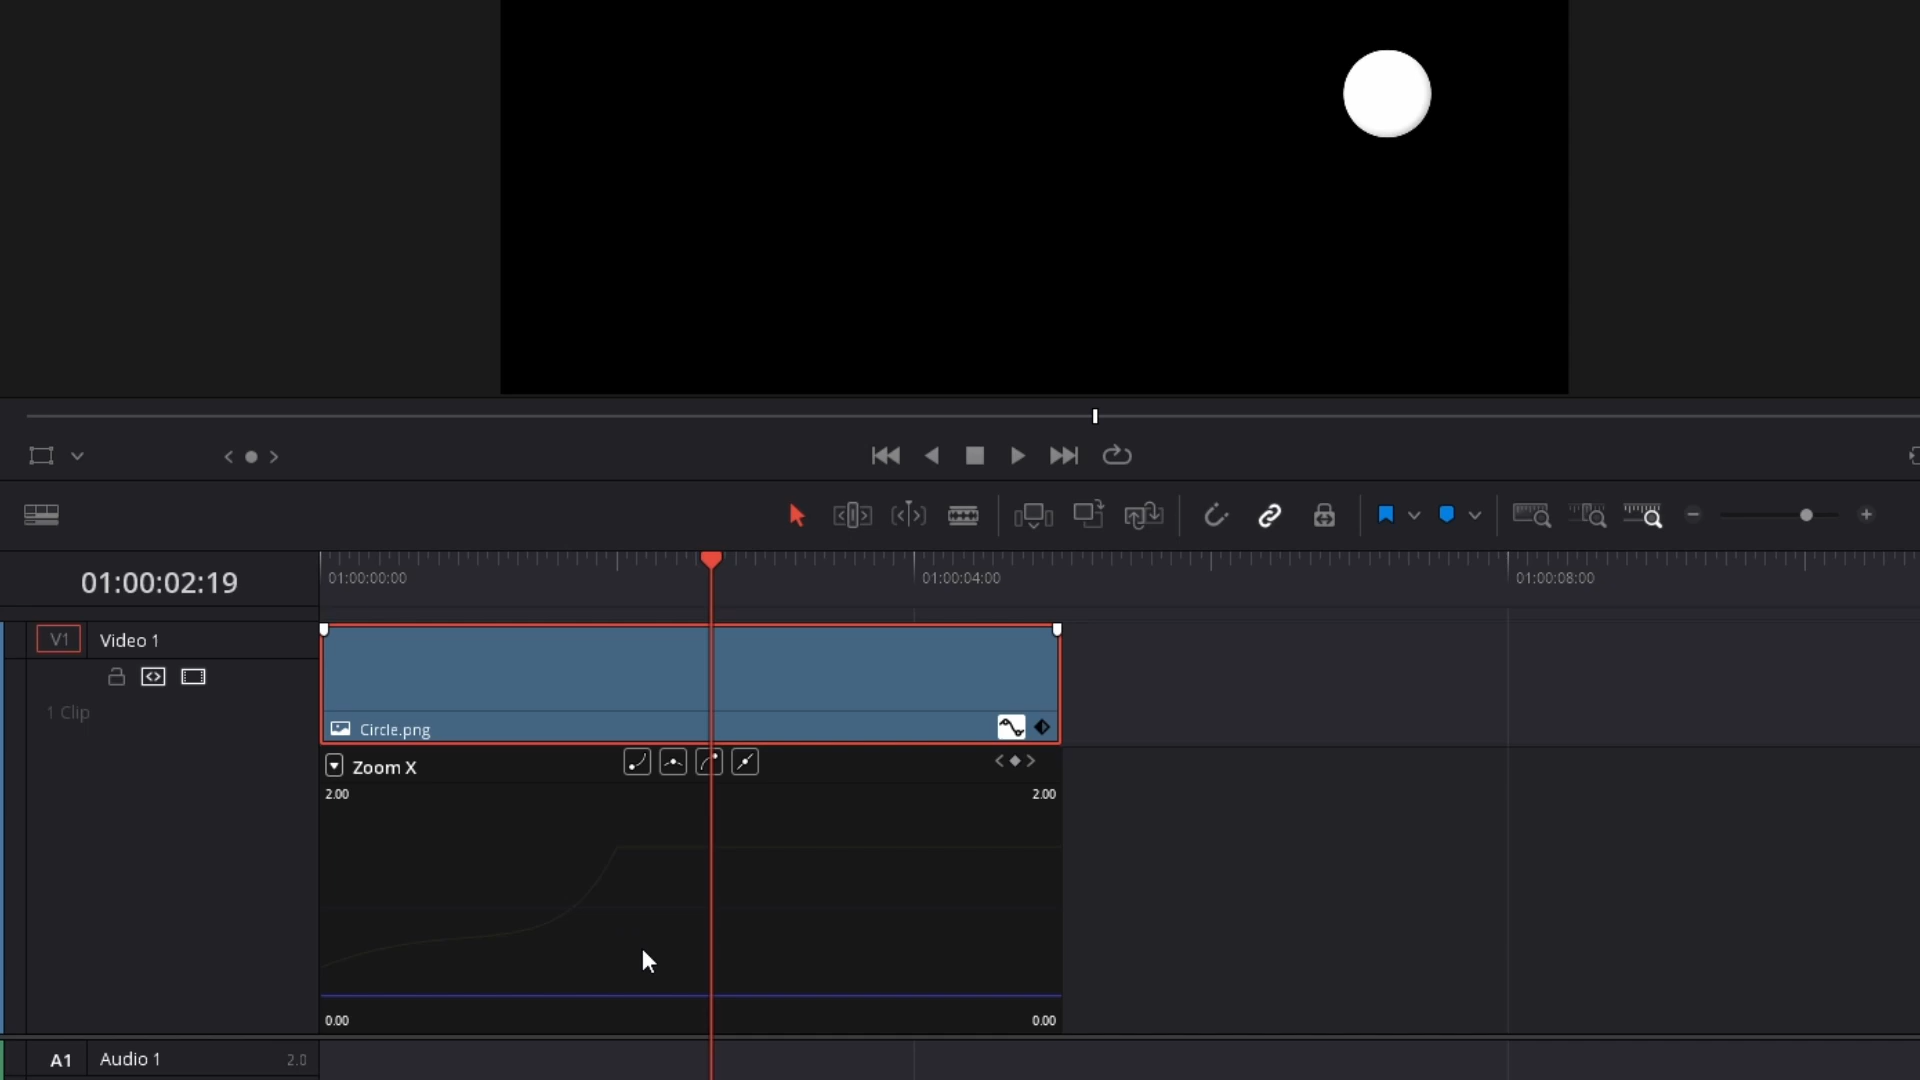 01:00:02:19
01:00:00:00
01:00:04:00
01:00:08:00
V1
Video 1
1 Clip
Circle.png
Zoom X
2.00
2.00
0.00
0.00
A1
Audio 1
2.0